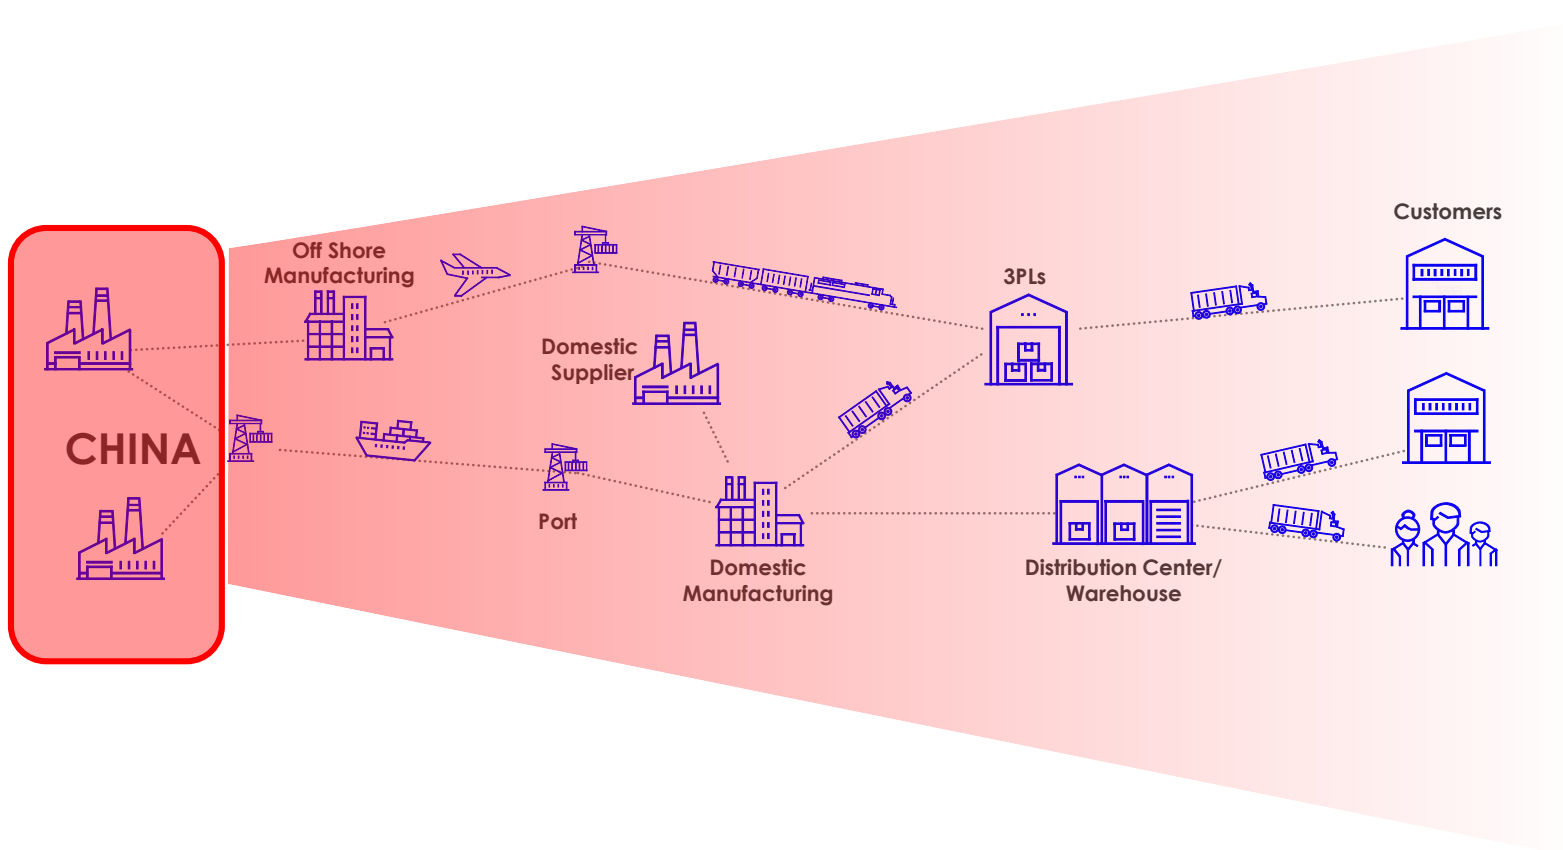 Customers
Off Shore
Manufacturing
3PLs
Domestic
Supplier
CHINA
Port
Domestic
Manufacturing
Distribution Center/
Warehouse